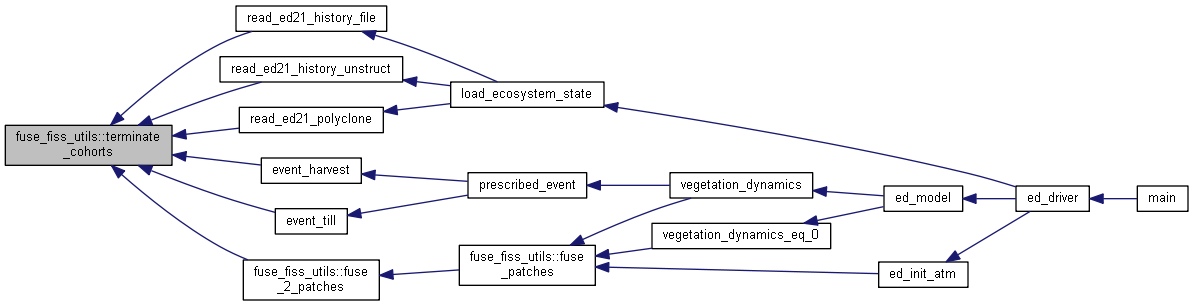 read_ed21_history_file
read_ed21_history_unstruct
load_ecosystem_state
read_ed21_polyclone
fuse_fiss_utils::terminate
_cohorts
event_harvest
prescribed_event
vegetation_dynamics
ed_model
ed_driver
main
event_till
vegetation_dynamics_eq_0
fuse_fiss_utils::fuse
_patches
fuse_fiss_utils::fuse
_2_patches
ed_init_atm